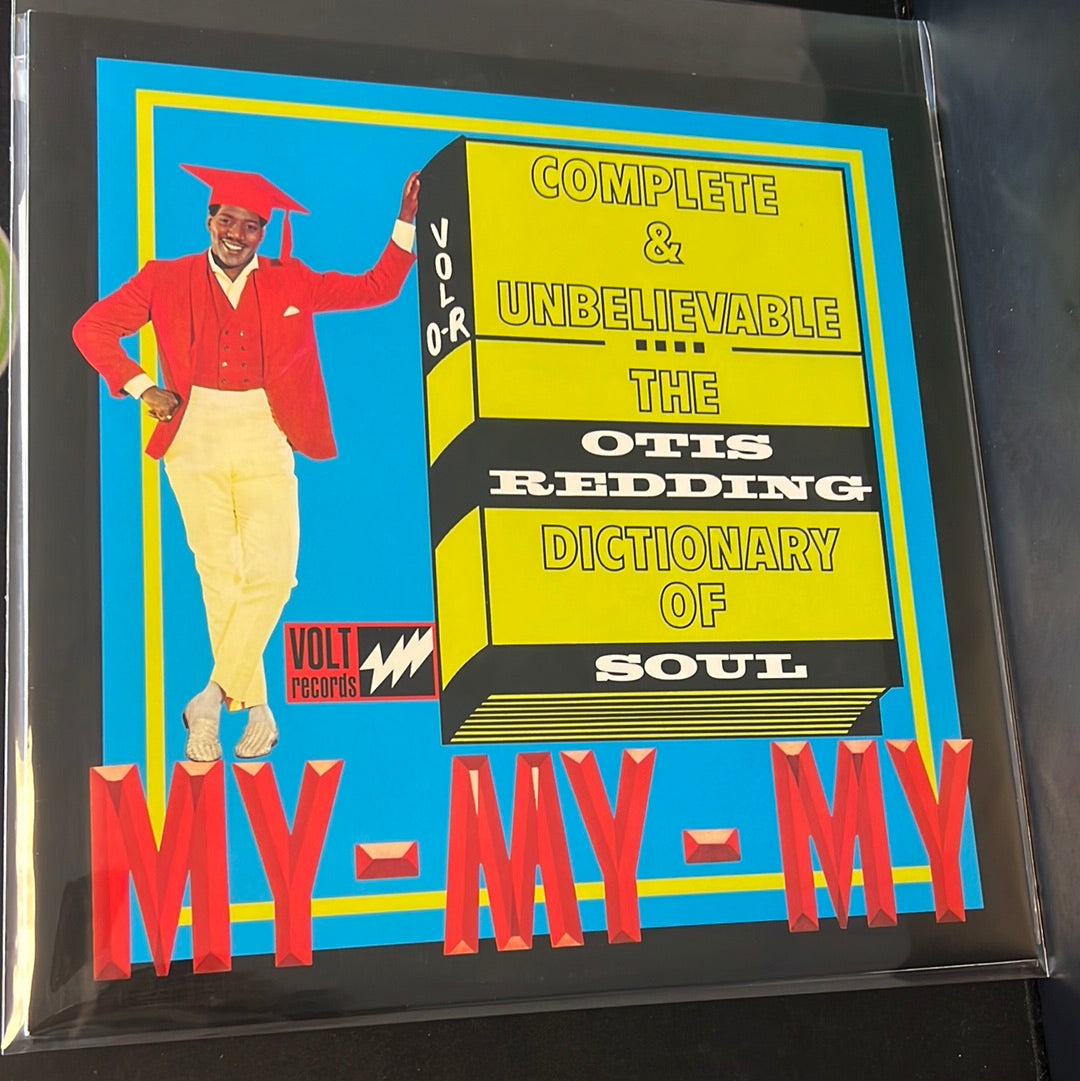 VOL
O-R
COMPLETE
&
UNBELIEVABLE
THE
OTIS
REDDING
DICTIONARY
OF
SOUL
VOLT
records
MY-MY-MY